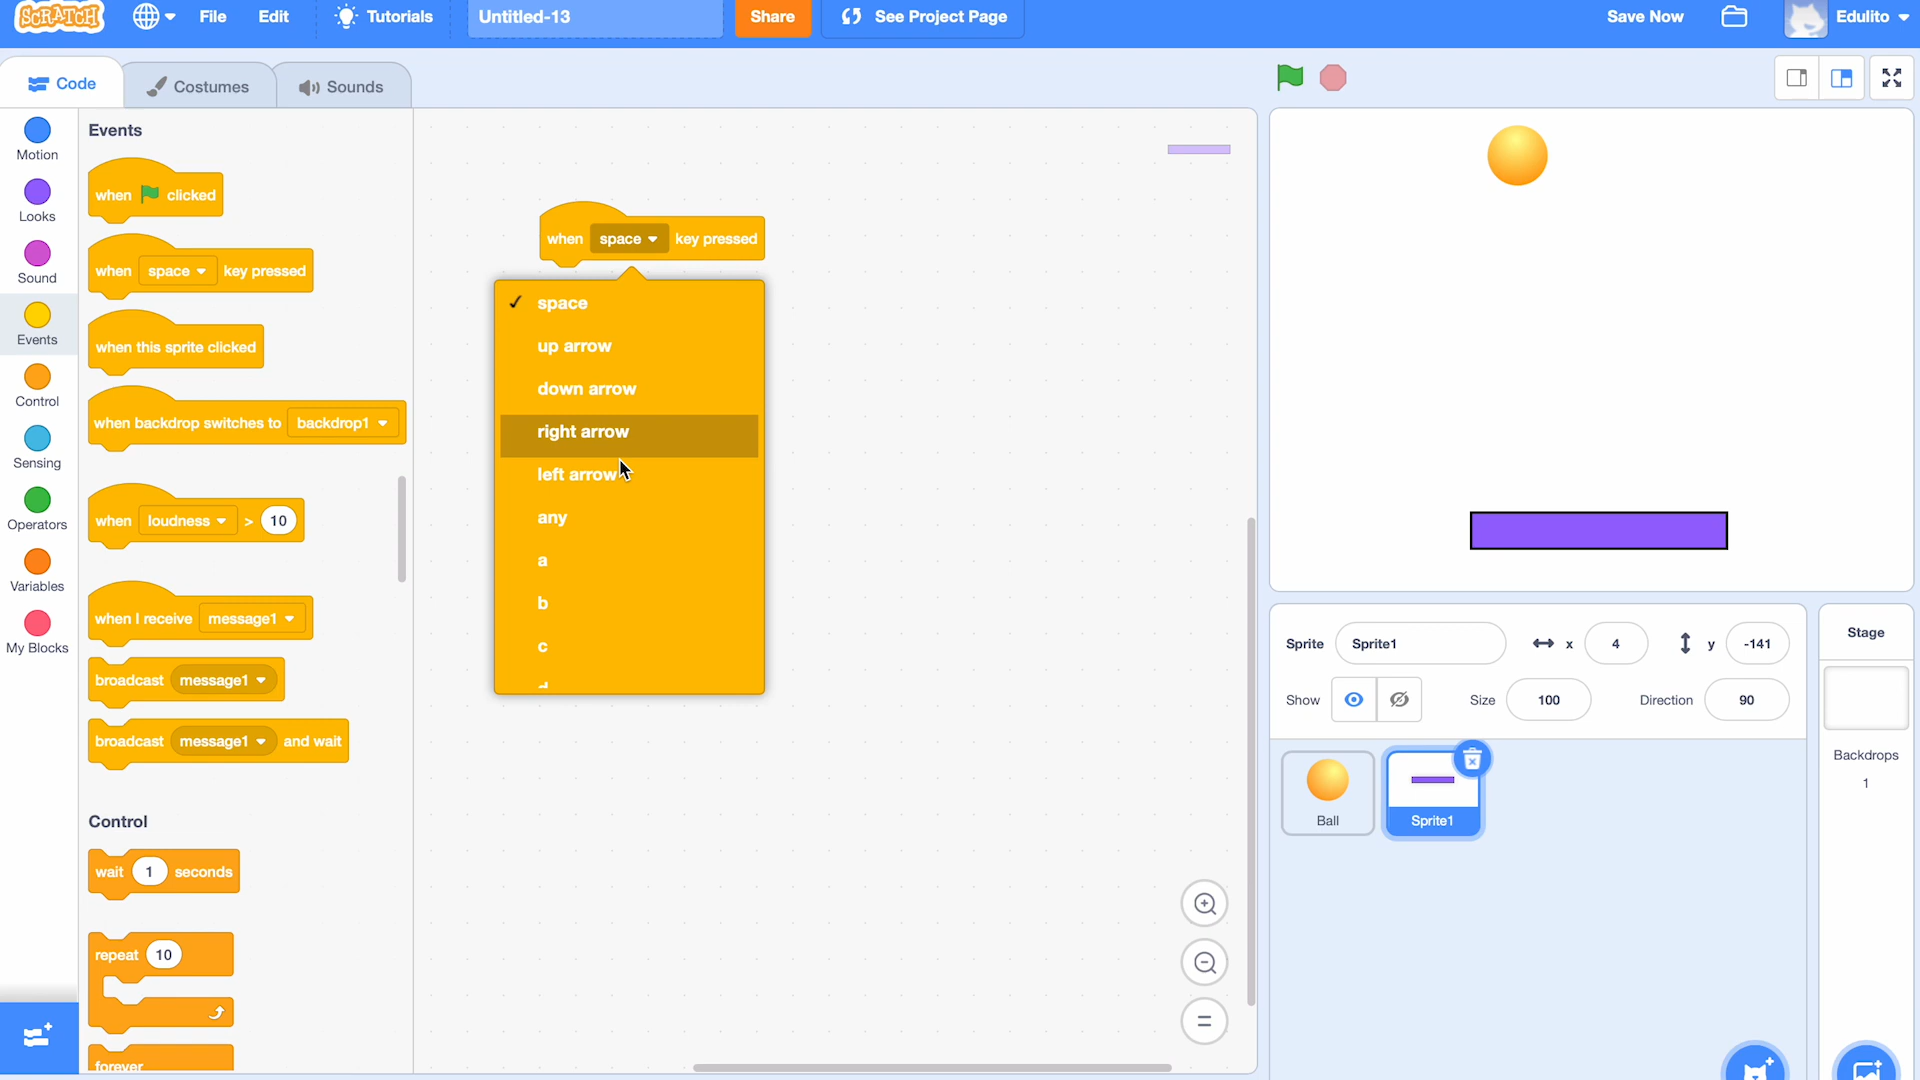 SCRATCH File Edit Tutorials Untitled-13 Share See Project Page Save Now Edulito
Code Costumes Sounds
Motion
Looks
Sound
Events
Control
Sensing
Operators
Variables
My Blocks
Events
when clicked
when space key pressed
when this sprite clicked
when backdrop switches to backdrop1
when loudness > 10
when I receive message1
broadcast message1
broadcast message1 and wait
Control
wait 1 seconds
repeat 10
forever
when space key pressed
✓ space
up arrow
down arrow
right arrow
left arrow
any
a
b
c
Sprite Sprite1 x 4 y -141
Show Size 100 Direction 90
Ball
Sprite1
Stage
Backdrops
1